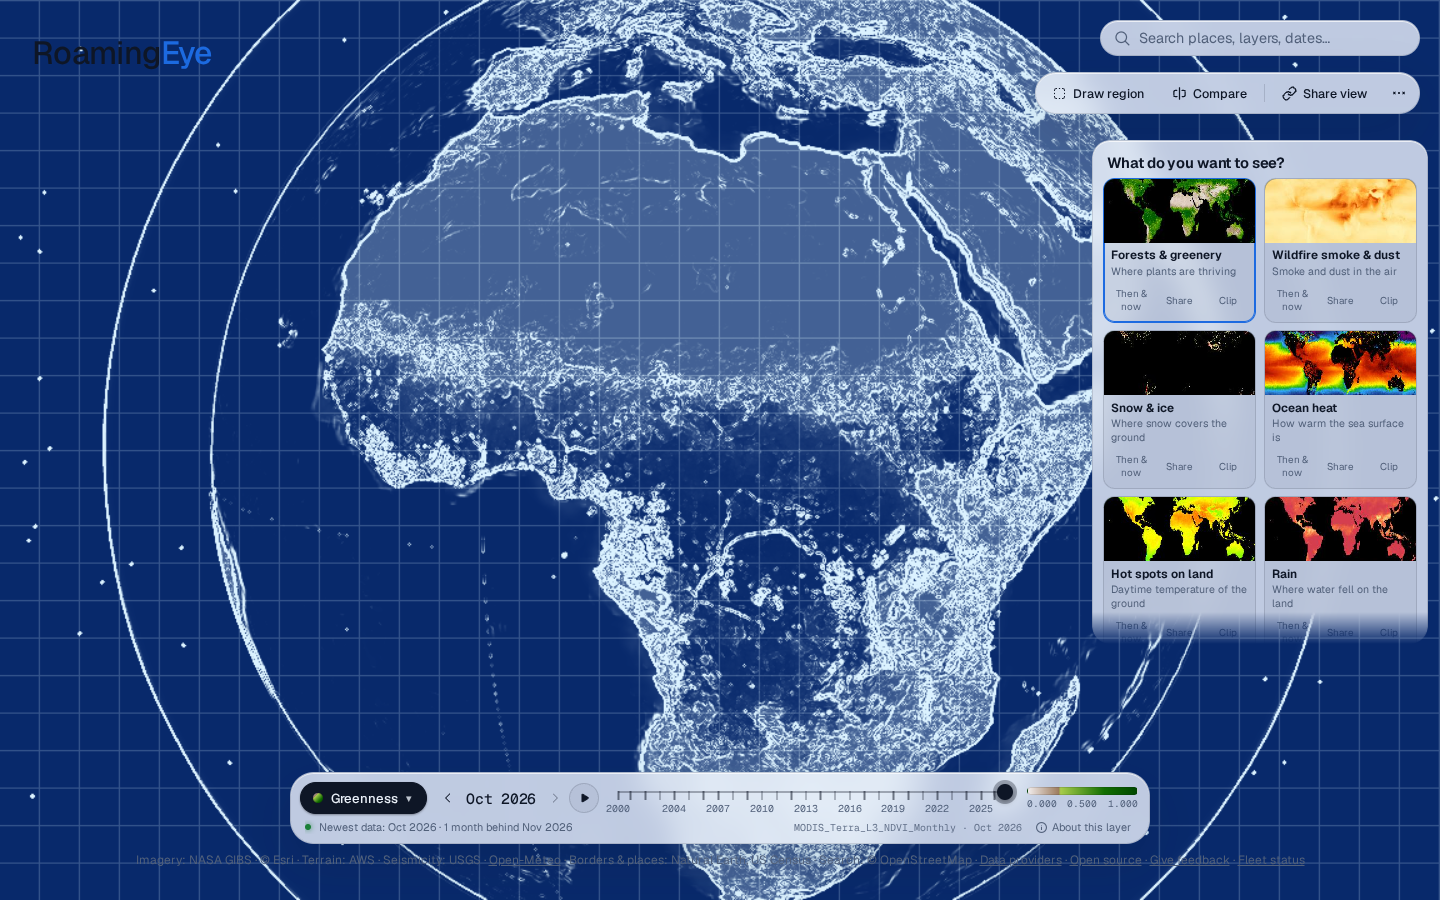 RoamingEye
Search places, layers, dates...
Draw region
Compare
Share view
What do you want to see?
Forests & greenery
Where plants are thriving
Then & now
Share
Clip
Wildfire smoke & dust
Smoke and dust in the air
Then & now
Share
Clip
Snow & ice
Where snow covers the ground
Then & now
Share
Clip
Ocean heat
How warm the sea surface is
Then & now
Share
Clip
Hot spots on land
Daytime temperature of the ground
Then &
Share
Clip
Rain
Where water fell on the land
Then &
Share
Clip
Greenness
Oct 2026
2000 2004 2007 2010 2013 2016 2019 2022 2025
0.000 0.500 1.000
Newest data: Oct 2026 · 1 month behind Nov 2026
MODIS_Terra_L3_NDVI_Monthly · Oct 2026
About this layer
Imagery: NASA GIBS · © Esri · Terrain: AWS · Seismicity: USGS · Open-Meteo · Borders & places: © OpenStreetMap · Data providers · Open source · Give feedback · Fleet status